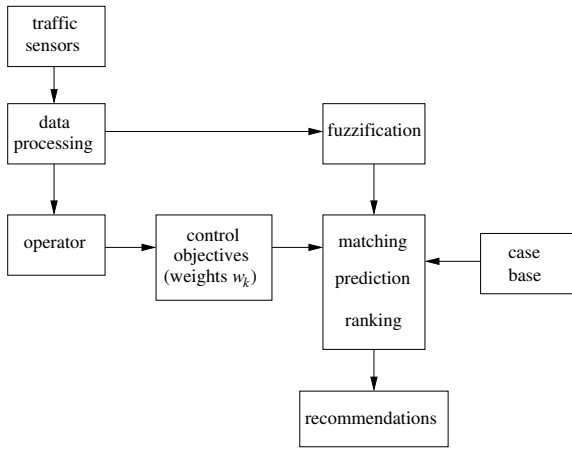 traffic
sensors
data
processing
fuzzification
operator
control
objectives
(weights w_k)
matching
prediction
ranking
case
base
recommendations